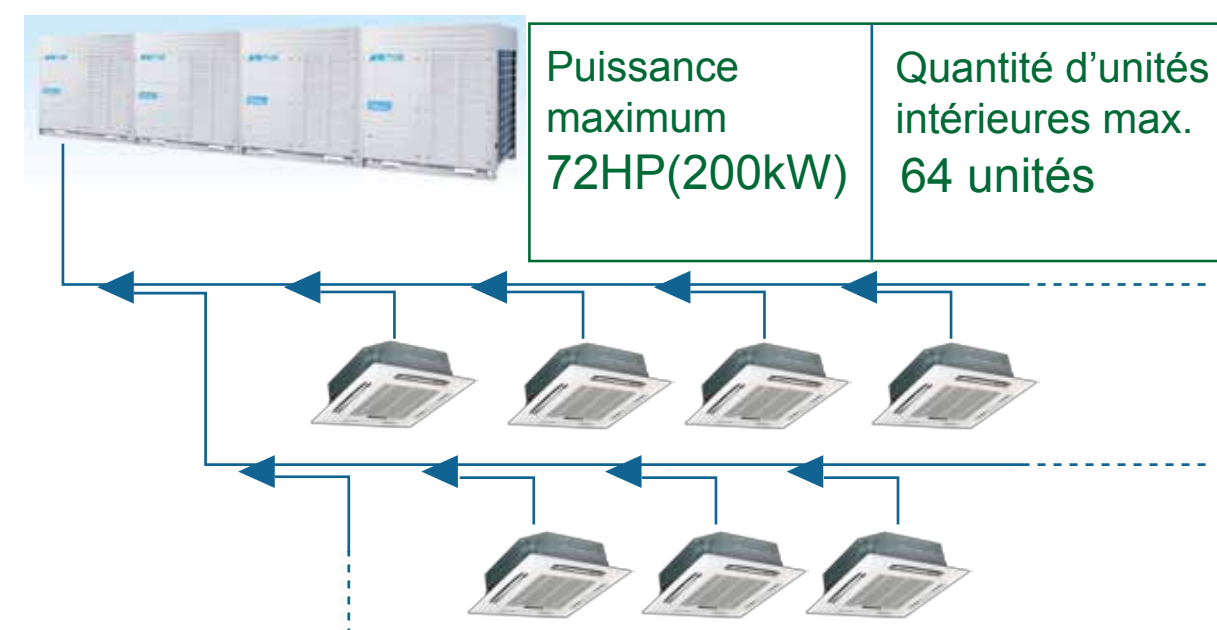 Puissance
maximum
72HP(200kW)
Quantité d’unités
intérieures max.
64 unités